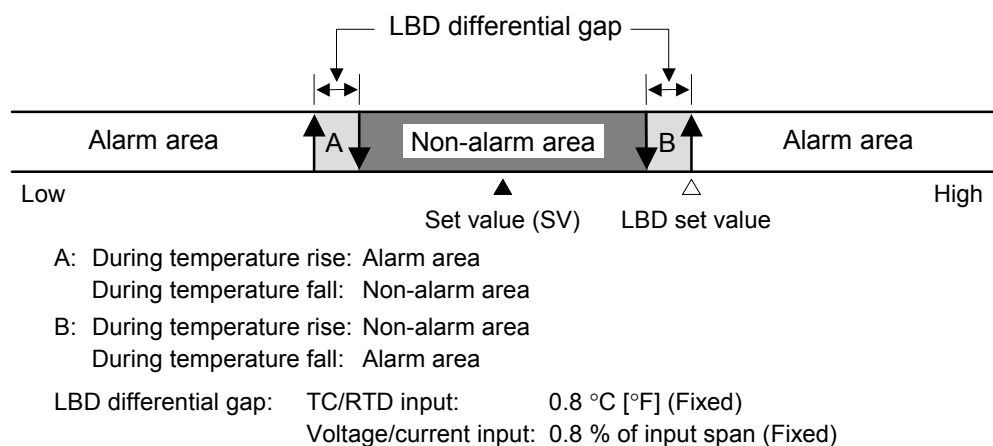 LBD differential gap
Alarm area
A
Non-alarm area
B
Alarm area
Low
High
Set value (SV)
LBD set value
A: During temperature rise: Alarm area
During temperature fall: Non-alarm area
B: During temperature rise: Non-alarm area
During temperature fall: Alarm area
LBD differential gap: TC/RTD input: 0.8 °C [°F] (Fixed)
Voltage/current input: 0.8 % of input span (Fixed)